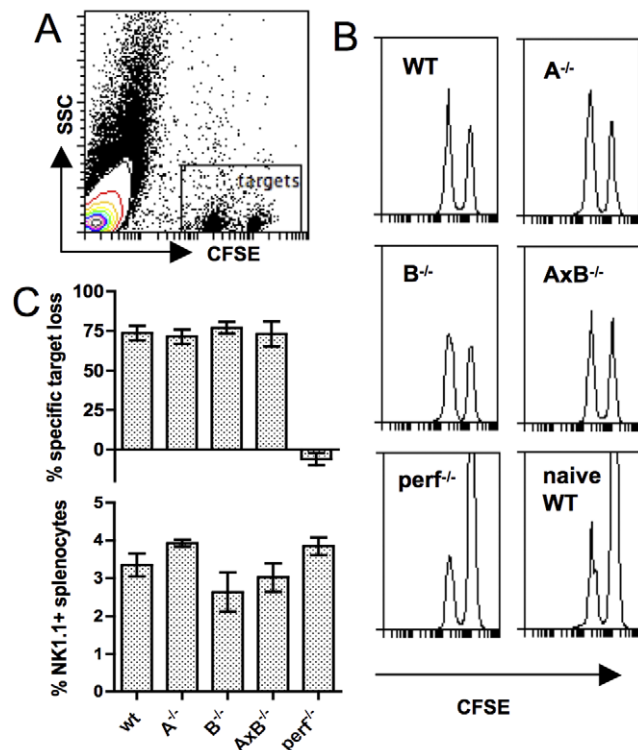 A
SSC
targets
CFSE
B
WT
A-/-
B-/-
AxB-/-
perf-/-
naive
WT
CFSE
C
% specific target loss
100
75
50
25
0
% NK1.1+ splenocytes
5
4
3
2
1
0
wt
A-/-
B-/-
AxB-/-
perf-/-